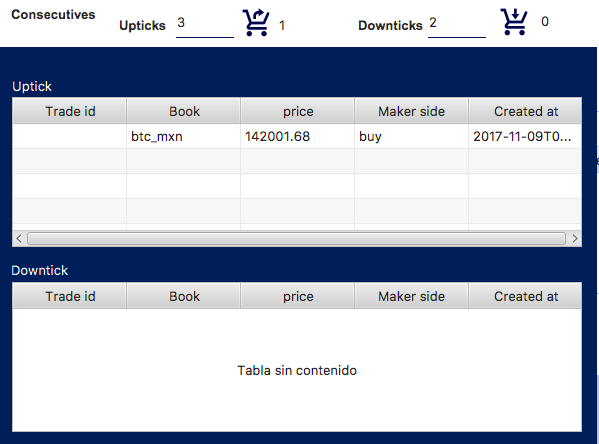 Consecutives Upticks 3 1 Downticks 2 0
Uptick
Trade id Book price Maker side Created at
btc_mxn 142001.68 buy 2017-11-09T0...
Downtick
Trade id Book price Maker side Created at
Tabla sin contenido